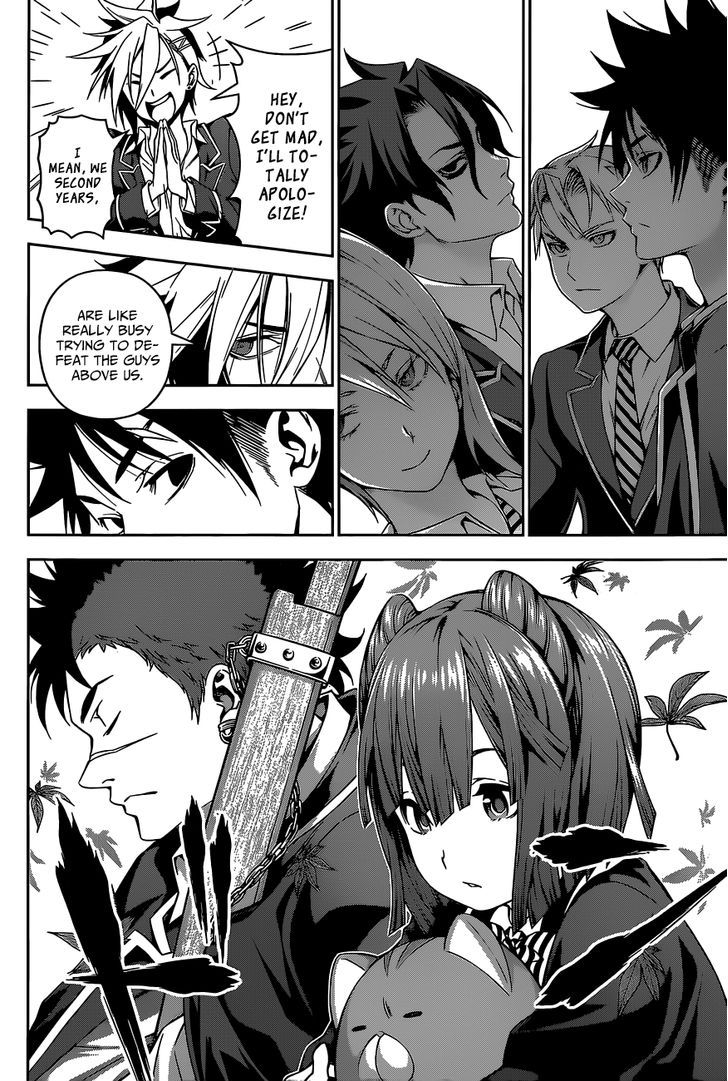 HEY,
DON'T
GET MAD,
I'LL TO-
TALLY
APOLO-
GIZE!
I
MEAN, WE
SECOND
YEARS,
ARE LIKE
REALLY BUSY
TRYING TO DE-
FEAT THE GUYS
ABOVE US.